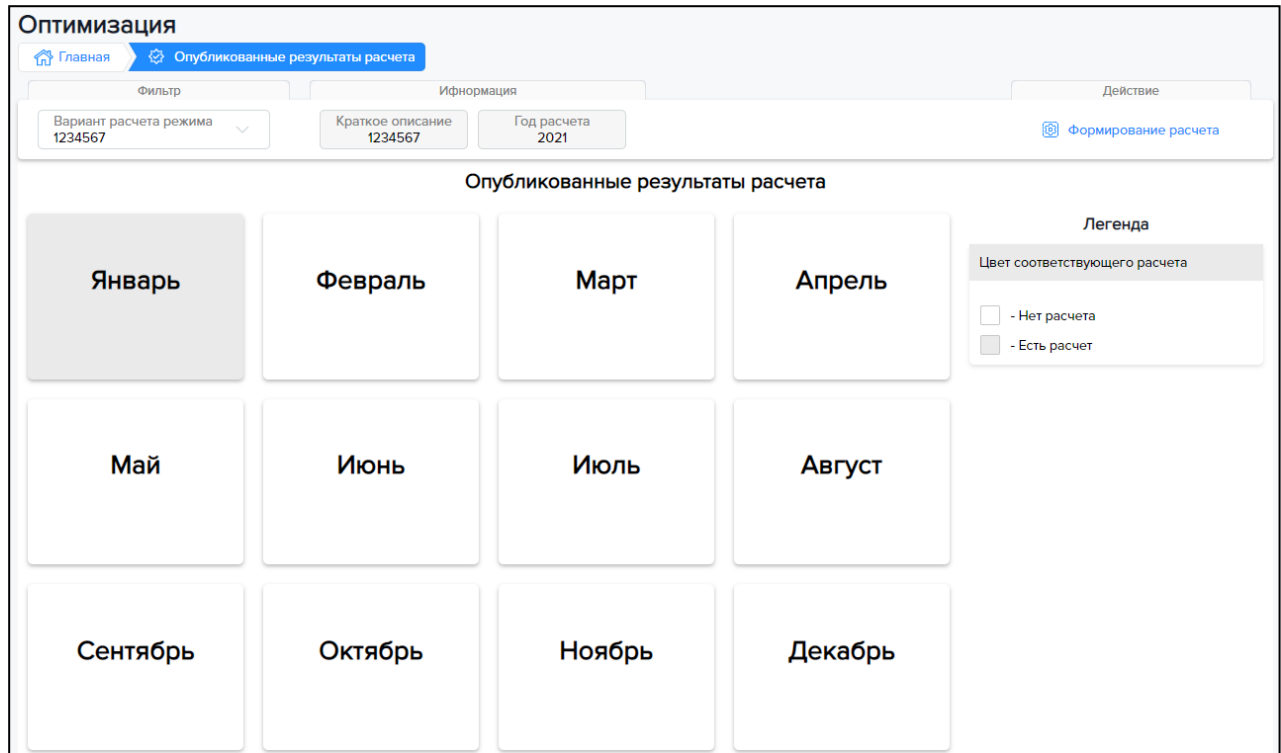 Оптимизация
Главная
Опубликованные результаты расчета
Фильтр
Ифнормация
Действие
Вариант расчета режима
1234567
Краткое описание
1234567
Год расчета
2021
Формирование расчета
Опубликованные результаты расчета
Легенда
Январь
Февраль
Март
Апрель
Цвет соответствующего расчета
- Нет расчета
- Есть расчет
Май
Июнь
Июль
Август
Сентябрь
Октябрь
Ноябрь
Декабрь